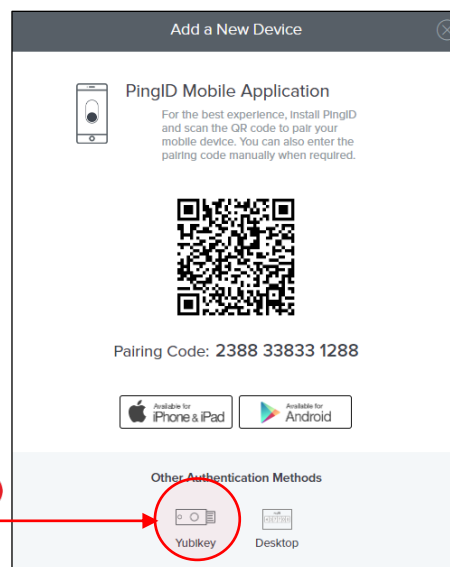 Add a New Device
PingID Mobile Application
For the best experience, Install PingID
and scan the QR code to pair your
mobile device. You can also enter the
pairing code manually when required.
Pairing Code: 2388 33833 1288
Available for
iPhone & iPad
Available for
Android
Other Authentication Methods
Yubikey
Desktop